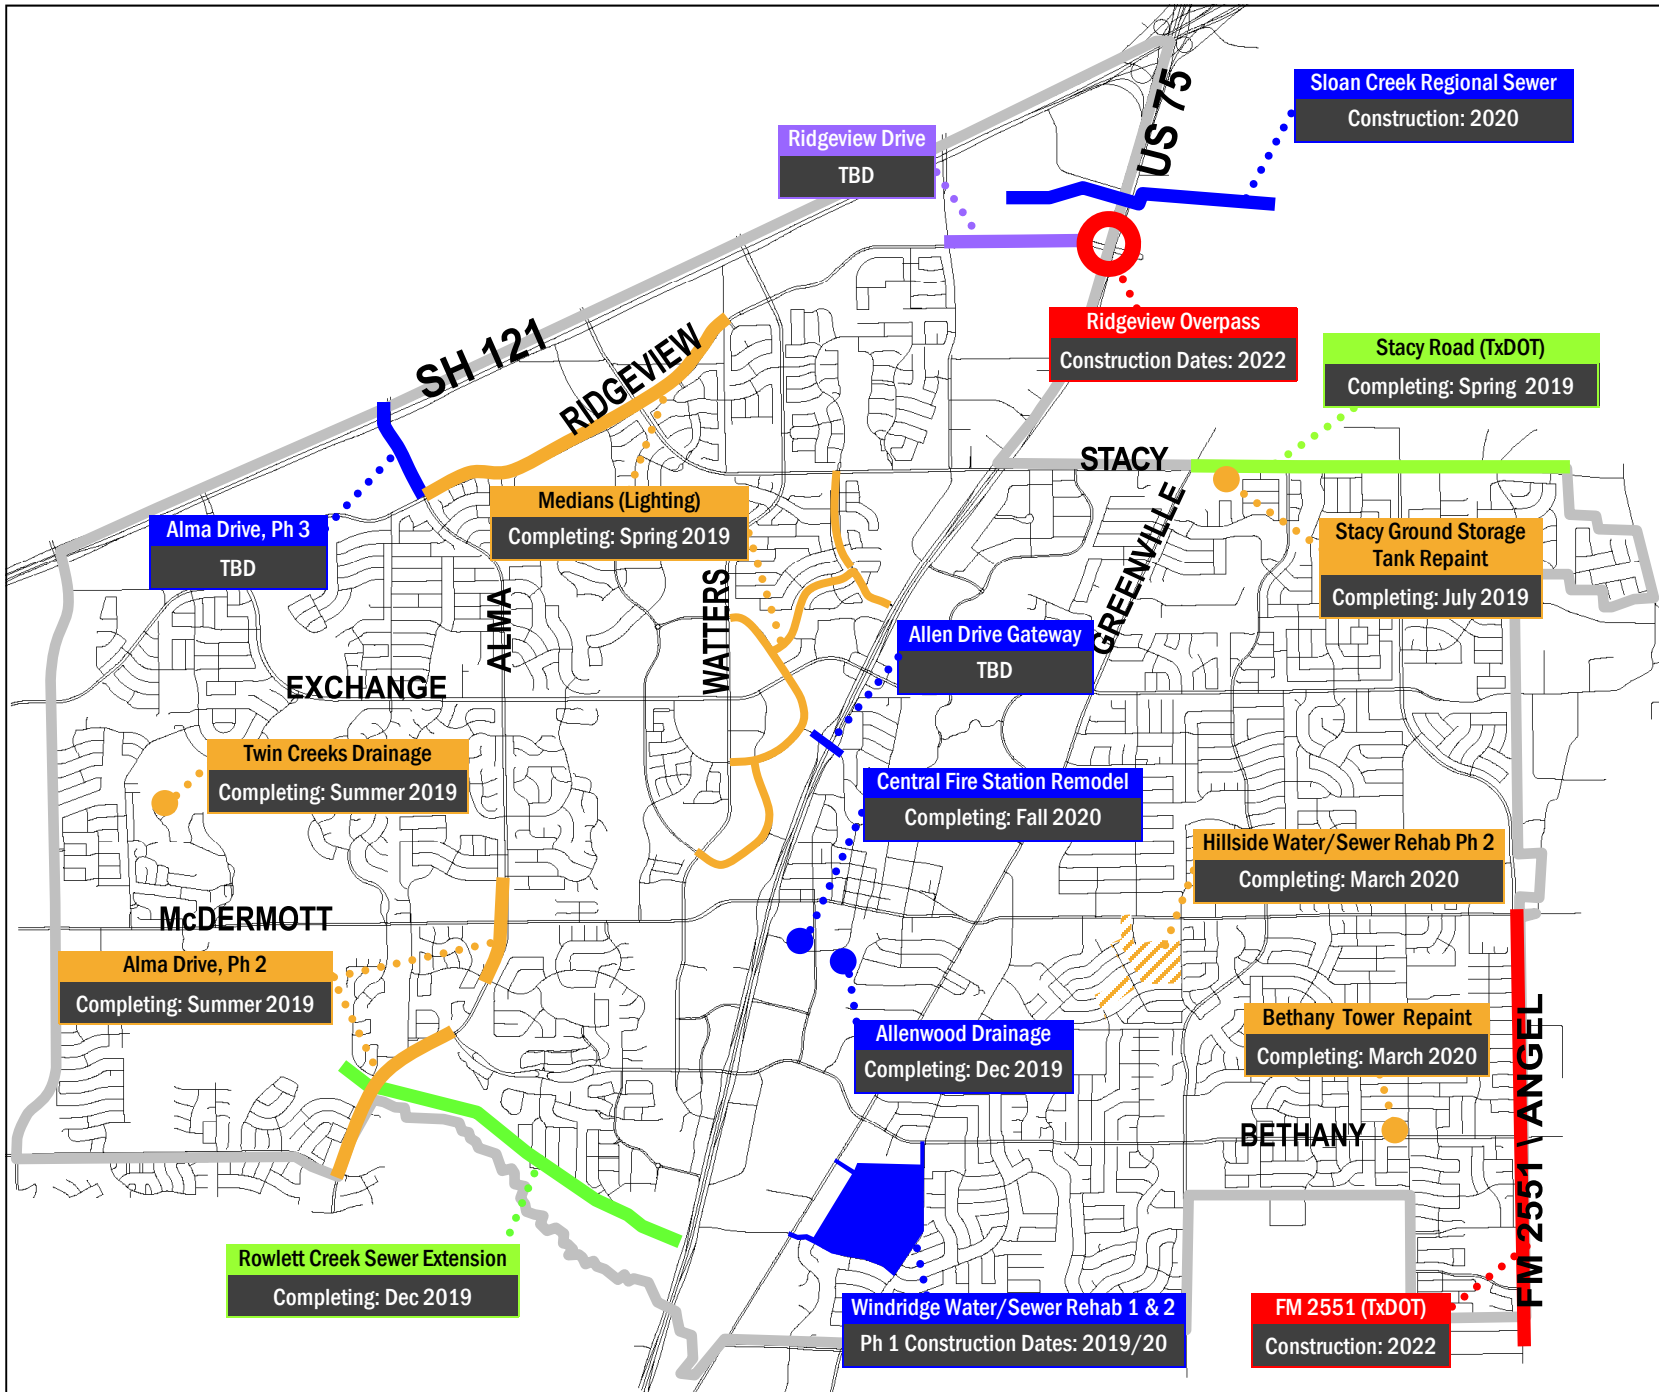 Sloan Creek Regional Sewer
Construction: 2020
US 75
Ridgeview Drive
TBD
Ridgeview Overpass
Construction Dates: 2022
SH 121
RIDGEVIEW
Stacy Road (TxDOT)
Completing: Spring 2019
STACY
Medians (Lighting)
Completing: Spring 2019
Alma Drive, Ph 3
TBD
Stacy Ground Storage
Tank Repaint
Completing: July 2019
GREENVILLE
ALMA
WATTERS
Allen Drive Gateway
TBD
EXCHANGE
Twin Creeks Drainage
Completing: Summer 2019
Central Fire Station Remodel
Completing: Fall 2020
Hillside Water/Sewer Rehab Ph 2
Completing: March 2020
McDERMOTT
Alma Drive, Ph 2
Completing: Summer 2019
Allenwood Drainage
Completing: Dec 2019
Bethany Tower Repaint
Completing: March 2020
BETHANY
FM 2551 \ ANGEL
Rowlett Creek Sewer Extension
Completing: Dec 2019
Windridge Water/Sewer Rehab 1 & 2
Ph 1 Construction Dates: 2019/20
FM 2551 (TxDOT)
Construction: 2022